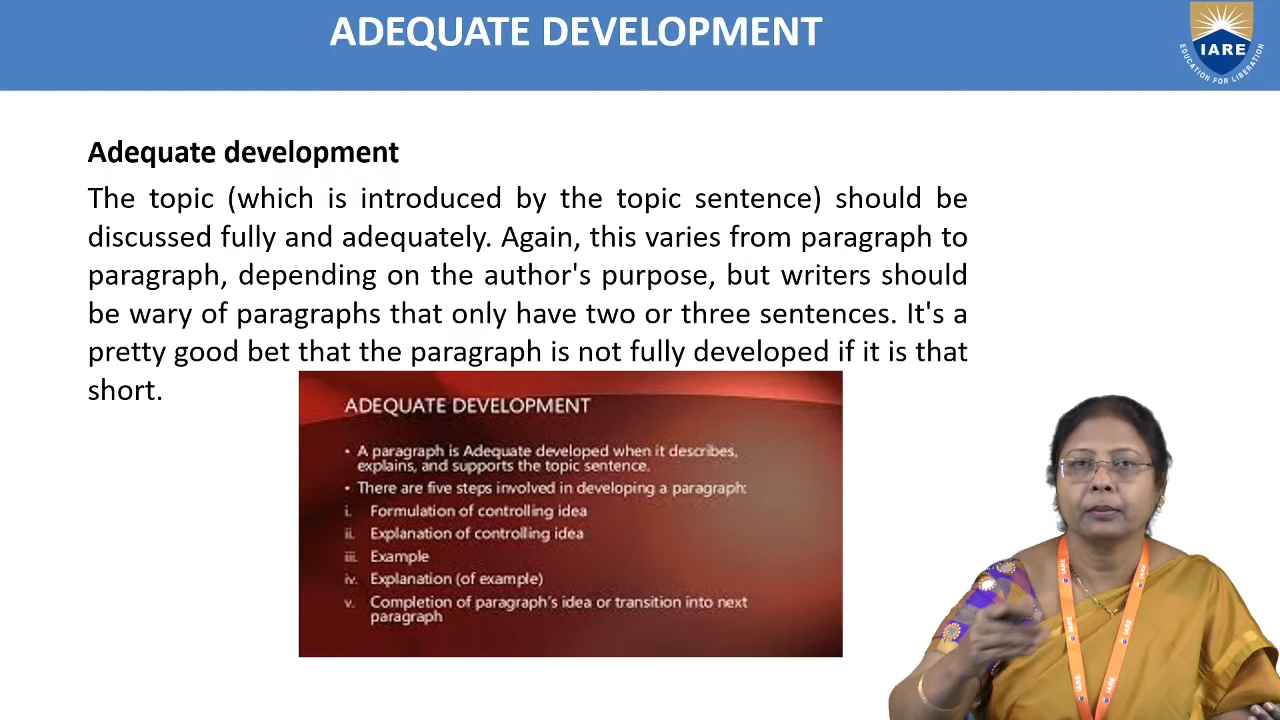 ADEQUATE DEVELOPMENT
IARE
EDUCATION FOR LIBERATION
Adequate development
The topic (which is introduced by the topic sentence) should be
discussed fully and adequately. Again, this varies from paragraph to
paragraph, depending on the author's purpose, but writers should
be wary of paragraphs that only have two or three sentences. It's a
pretty good bet that the paragraph is not fully developed if it is that
short.
ADEQUATE DEVELOPMENT
• A paragraph is Adequate developed when it describes,
explains, and supports the topic sentence.
• There are five steps involved in developing a paragraph:
i. Formulation of controlling idea
ii. Explanation of controlling idea
iii. Example
iv. Explanation (of example)
v. Completion of paragraph's idea or transition into next
paragraph
IARE
IARE
IARE
IARE